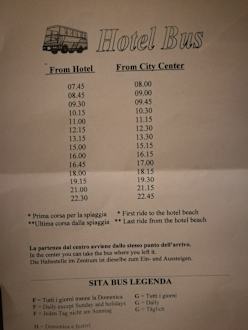 Hotel Bus
From Hotel From City Center
07.45 08.00
08.45 09.00
09.30 09.45
10.15 10.30
11.00 11.15
12.15 12.30
13.15 13.30
15.00 15.15
16.00 16.15
16.45 17.00
18.00 18.15
19.15 19.30
21.00 21.15
22.30 22.45
* Prima corsa per la spiaggia * First ride to the hotel beach
**Ultima corsa dalla spiaggia ** Last ride from the hotel beach
La partenza dal centro avviene dallo stesso punto dell'arrivo.
In the center you can take the bus where you left it.
Die Haltestelle im Zentrum ist dieselbe zum Ein- und Aussteigen.
SITA BUS LEGENDA
F = Tutti i giorni meno la Domenica G = Tutti i giorni
F = Daily except Sunday and holidays G = Daily
F = Jeden Tag nicht am Sonntag G = Täglich
H = Domenica e festivi